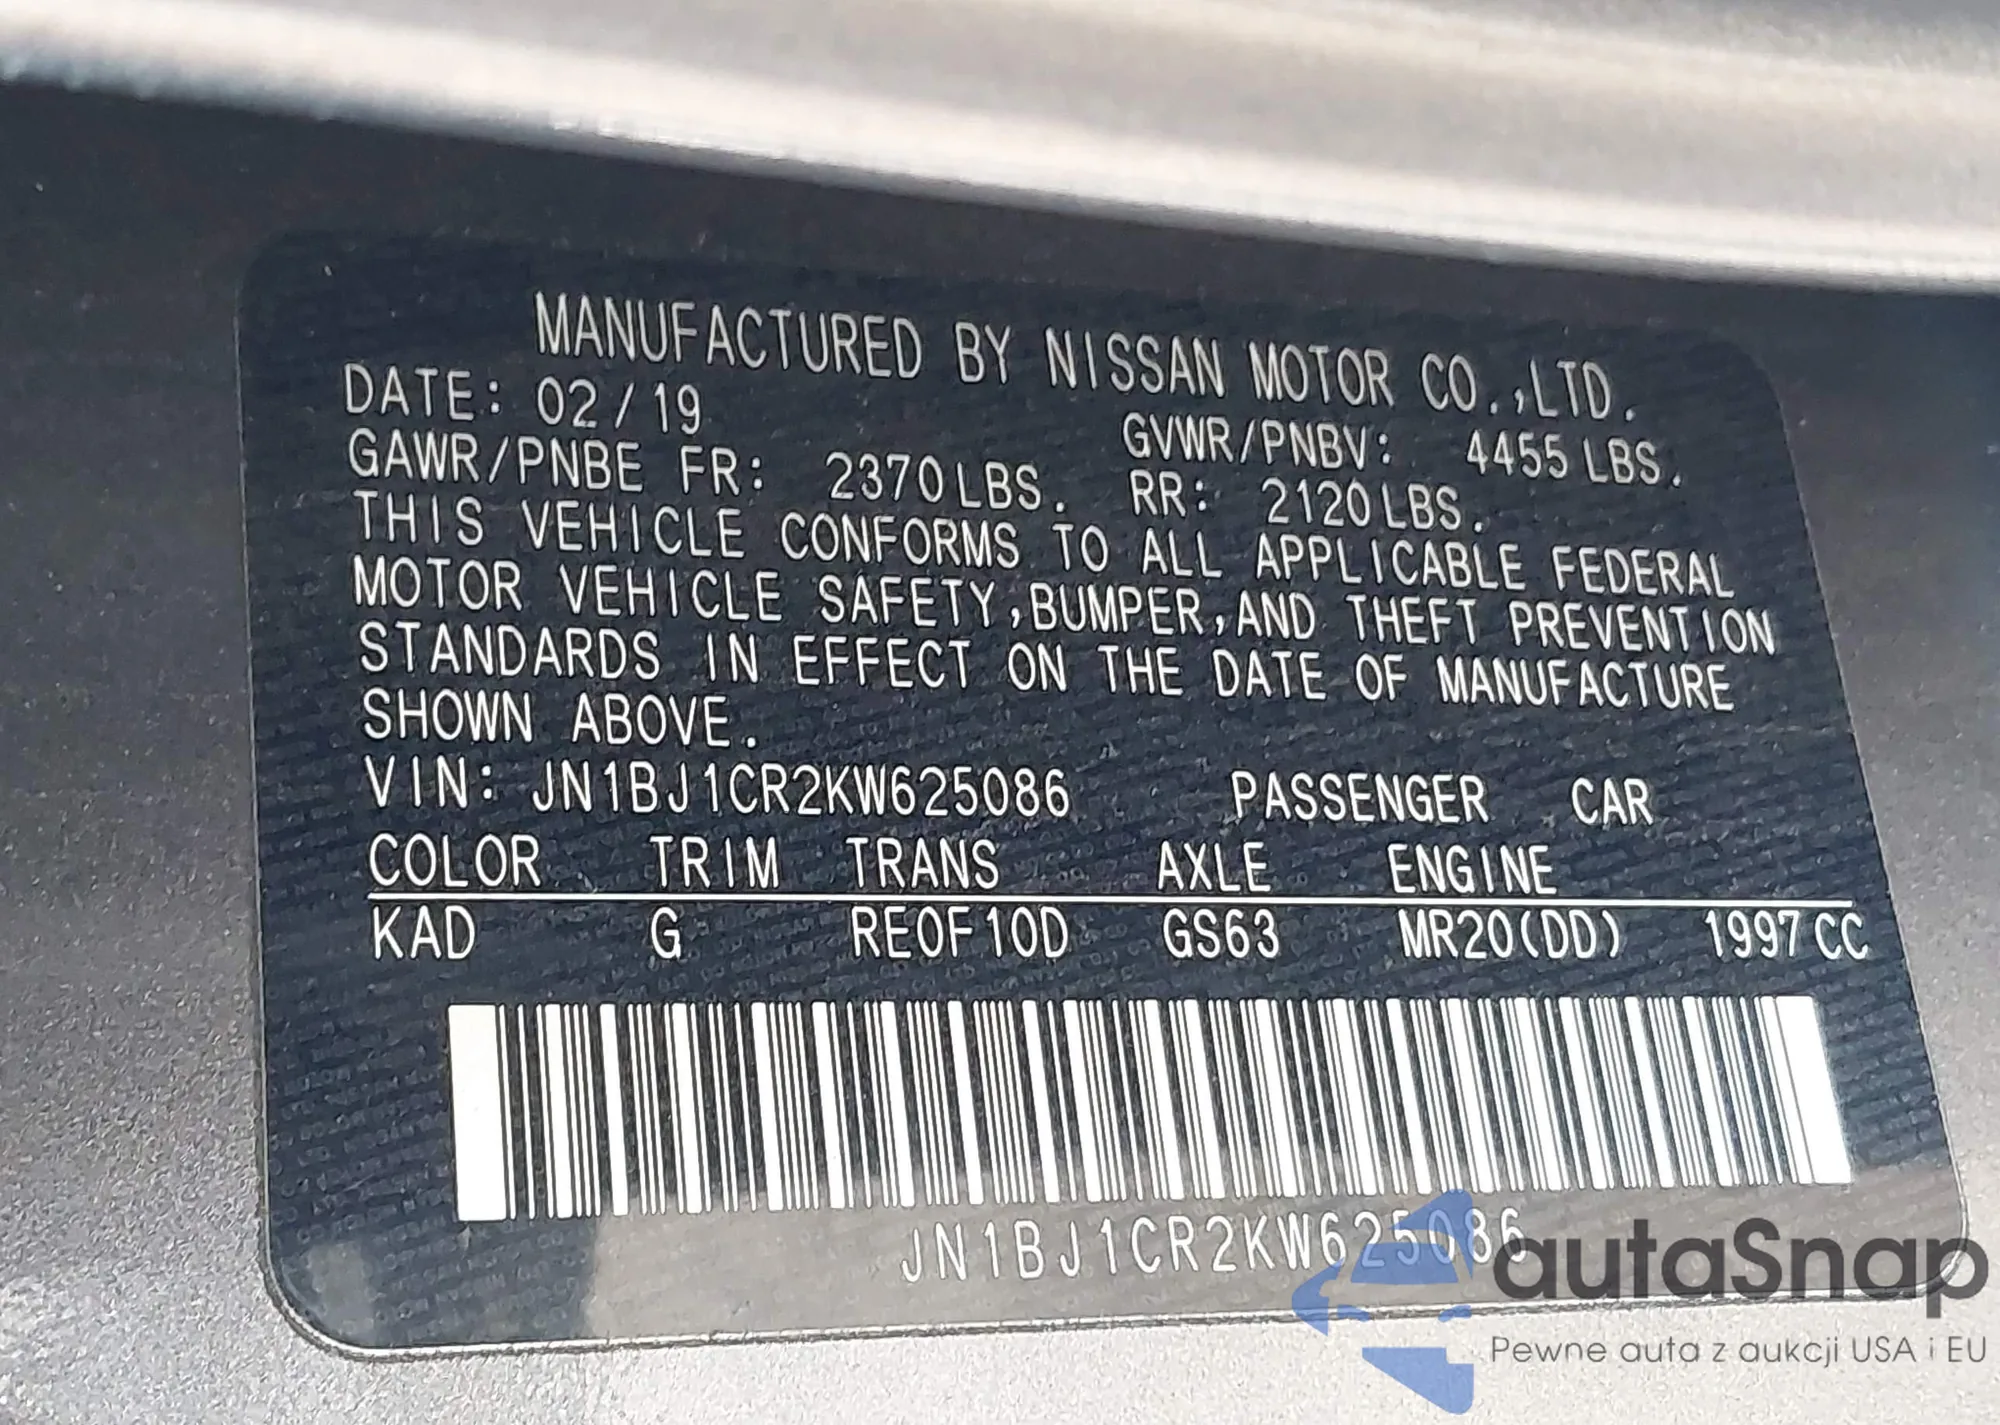 MANUFACTURED BY NISSAN MOTOR CO.,LTD.
DATE: 02/19 GVWR/PNBV: 4455 LBS.
GAWR/PNBE FR: 2370 LBS. RR: 2120 LBS.
THIS VEHICLE CONFORMS TO ALL APPLICABLE FEDERAL
MOTOR VEHICLE SAFETY,BUMPER,AND THEFT PREVENTION
STANDARDS IN EFFECT ON THE DATE OF MANUFACTURE
SHOWN ABOVE.
VIN: JN1BJ1CR2KW625086 PASSENGER CAR
COLOR TRIM TRANS AXLE ENGINE
KAD G RE0F10D GS63 MR20(DD) 1997 CC
JN1BJ1CR2KW625086
autaSnap
Pewne auta z aukcji USA i EU